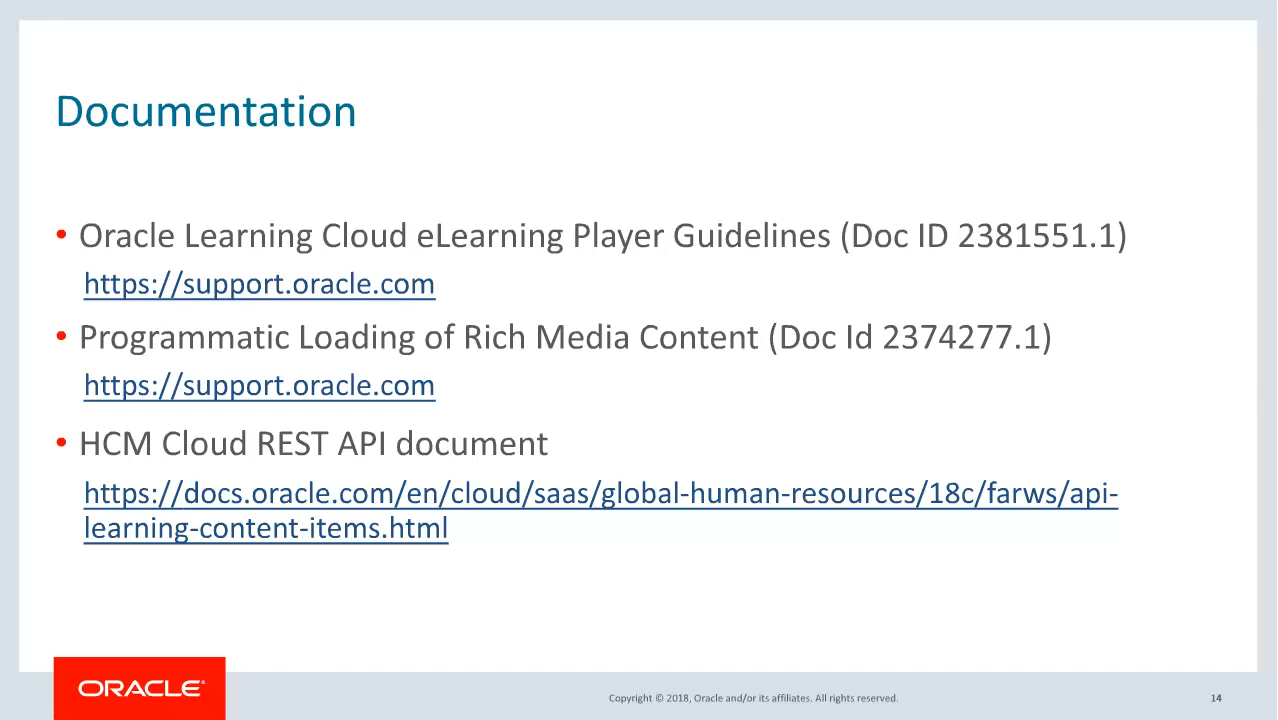 Documentation
• Oracle Learning Cloud eLearning Player Guidelines (Doc ID 2381551.1)
https://support.oracle.com
• Programmatic Loading of Rich Media Content (Doc Id 2374277.1)
https://support.oracle.com
• HCM Cloud REST API document
https://docs.oracle.com/en/cloud/saas/global-human-resources/18c/farws/api-
learning-content-items.html
ORACLE®
Copyright © 2018, Oracle and/or its affiliates. All rights reserved.
14